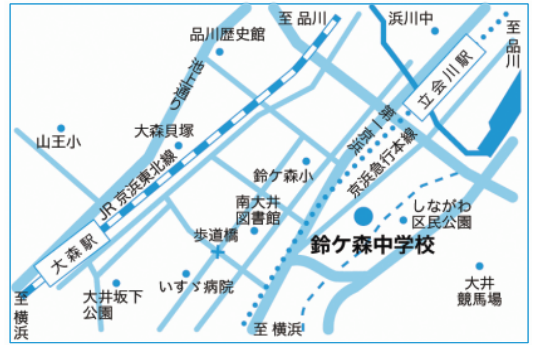 至 品川
浜川中
至
品
川
品川歴史館
池上通り
立会川駅
大森貝塚
山王小
第一京浜
京浜急行本線
JR 京浜東北線
鈴ケ森小
南大井
図書館
しながわ
区民公園
歩道橋
鈴ケ森中学校
大森駅
いすゞ病院
大井坂下
公園
大井
競馬場
至
横
浜
至 横浜